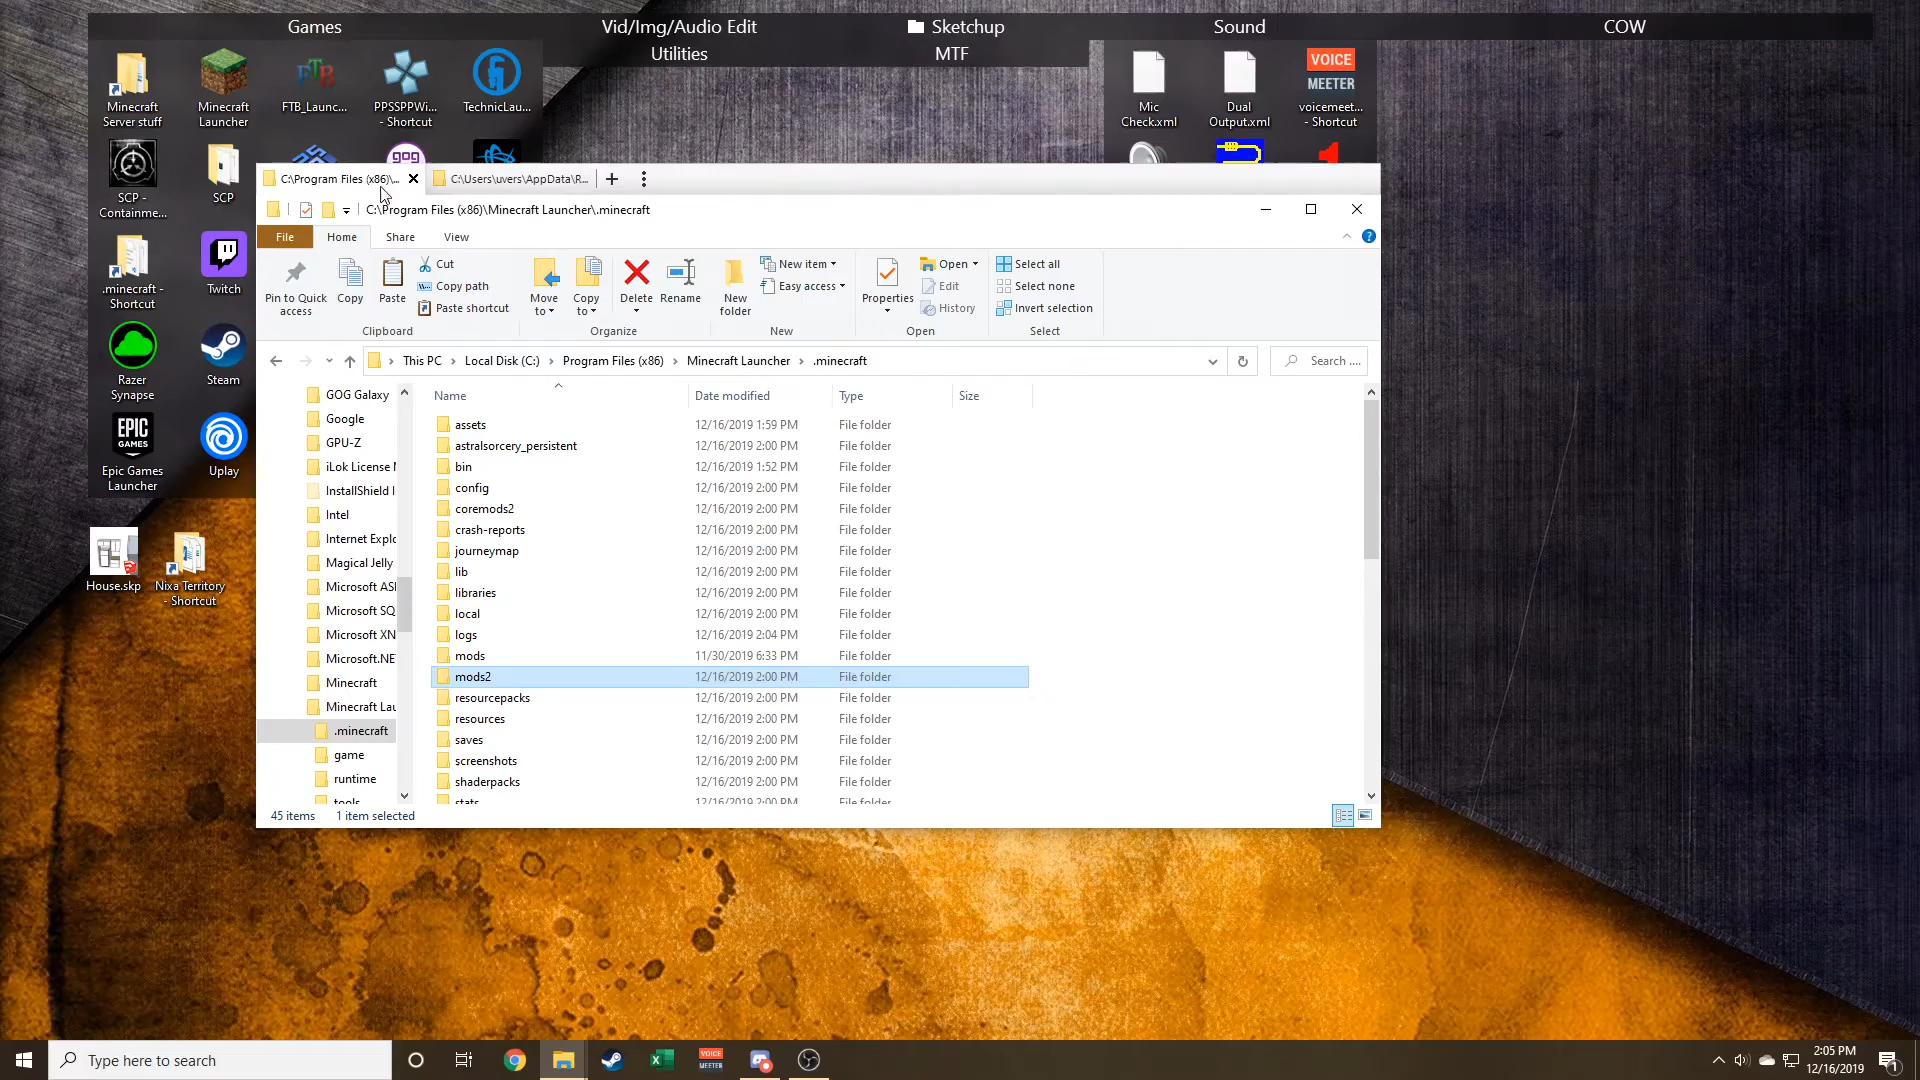 Games
Vid/Img/Audio Edit
Sketchup
Sound
COW
Utilities
MTF
Minecraft
Server stuff
Minecraft
Launcher
FTB_Launc...
PPSSPPWi...
- Shortcut
TechnicLau...
Mic
Check.xml
Dual
Output.xml
VOICE
MEETER
voicemeet...
- Shortcut
SCP -
Containme...
SCP
gog
.minecraft -
Shortcut
Twitch
Razer
Synapse
Steam
EPIC
GAMES
Epic Games
Launcher
Uplay
House.skp
Nixa Territory
- Shortcut
C:\Program Files (x86)\...
C:\Users\uvers\AppData\R...
C:\Program Files (x86)\Minecraft Launcher\.minecraft
File
Home
Share
View
Pin to Quick
access
Copy
Paste
Cut
Copy path
Paste shortcut
Move
to
Copy
to
Delete
Rename
New
folder
New item
Easy access
Properties
Open
Edit
History
Select all
Select none
Invert selection
Clipboard
Organize
New
Open
Select
This PC > Local Disk (C:) > Program Files (x86) > Minecraft Launcher > .minecraft
Search ....
GOG Galaxy
Google
GPU-Z
iLok License
InstallShield I
Intel
Internet Explo
Magical Jelly
Microsoft AS
Microsoft SQ
Microsoft XN
Microsoft.NE
Minecraft
Minecraft Lau
.minecraft
game
runtime
tools
Name Date modified Type Size
assets 12/16/2019 1:59 PM File folder
astralsorcery_persistent 12/16/2019 2:00 PM File folder
bin 12/16/2019 1:52 PM File folder
config 12/16/2019 2:00 PM File folder
coremods2 12/16/2019 2:00 PM File folder
crash-reports 12/16/2019 2:00 PM File folder
journeymap 12/16/2019 2:00 PM File folder
lib 12/16/2019 2:00 PM File folder
libraries 12/16/2019 2:00 PM File folder
local 12/16/2019 2:00 PM File folder
logs 12/16/2019 2:04 PM File folder
mods 11/30/2019 6:33 PM File folder
mods2 12/16/2019 2:00 PM File folder
resourcepacks 12/16/2019 2:00 PM File folder
resources 12/16/2019 2:00 PM File folder
saves 12/16/2019 2:00 PM File folder
screenshots 12/16/2019 2:00 PM File folder
shaderpacks 12/16/2019 2:00 PM File folder
stats 12/16/2019 2:00 PM File folder
45 items 1 item selected
Type here to search
VOICE
MEETER
2:05 PM
12/16/2019
1